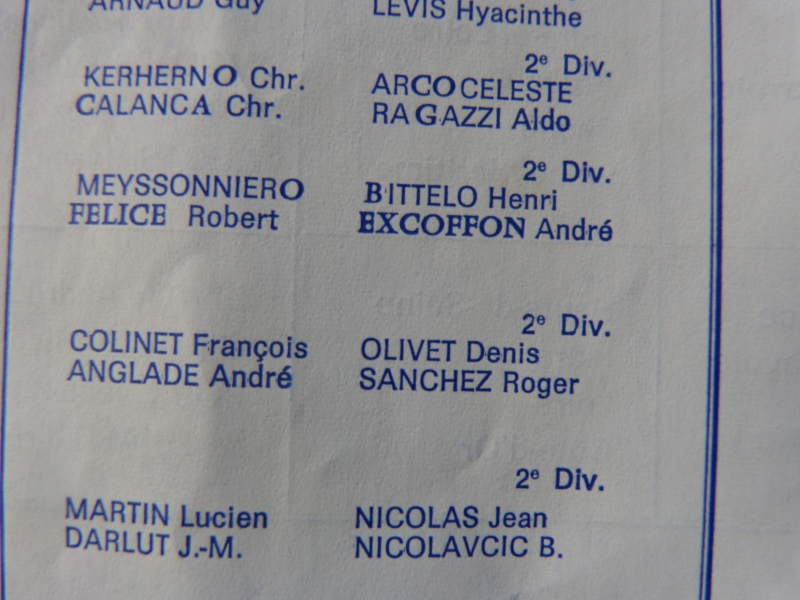 ARNAUD Guy LEVIS Hyacinthe
2e Div.
KERHERNO Chr. ARCOCELESTE
CALANCA Chr. RAGAZZI Aldo
2e Div.
MEYSSONNIERO BITTELO Henri
FELICE Robert EXCOFFON André
2e Div.
COLINET François OLIVET Denis
ANGLADE André SANCHEZ Roger
2e Div.
MARTIN Lucien NICOLAS Jean
DARLUT J.-M. NICOLAVCIC B.